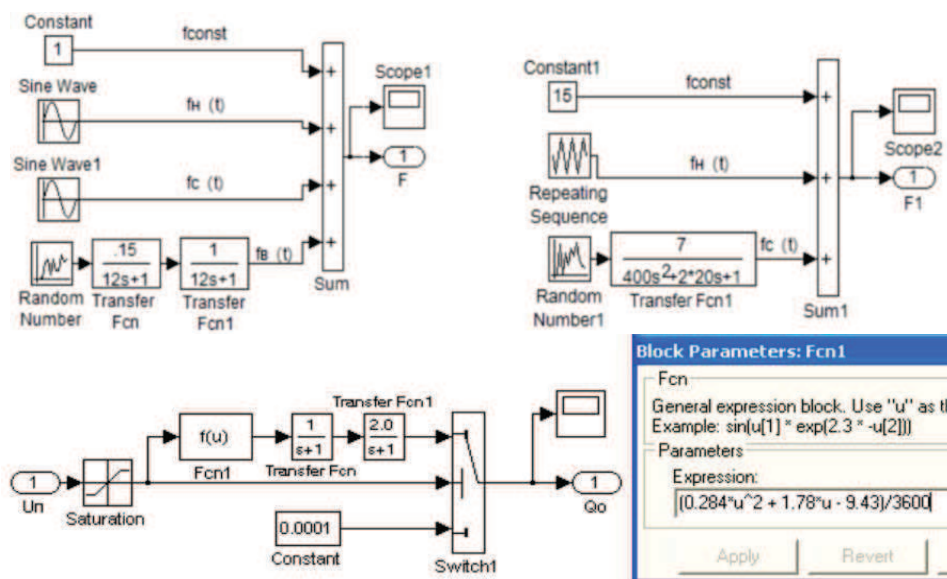 Constant
1
fconst
Sine Wave
fH (t)
Sine Wave1
fC (t)
.15
12s+1
1
12s+1
fB (t)
Random
Number
Transfer
Fcn
Transfer
Fcn1
+
+
+
+
Sum
Scope1
1
F
Constant1
15
fconst
fH (t)
Repeating
Sequence
7
400s2+2*20s+1
fC (t)
Random
Number1
Transfer Fcn1
+
+
+
Sum1
Scope2
1
F1
1
Un
Saturation
f(u)
Fcn1
1
s+1
Transfer Fcn
Transfer Fcn1
2.0
s+1
0.0001
Constant
Switch1
1
Qo
Block Parameters: Fcn1
Fcn
General expression block. Use "u" as th
Example: sin(u[1] * exp(2.3 * -u[2]))
Parameters
Expression:
(0.284*u^2 + 1.78*u - 9.43)/3600
Apply
Revert